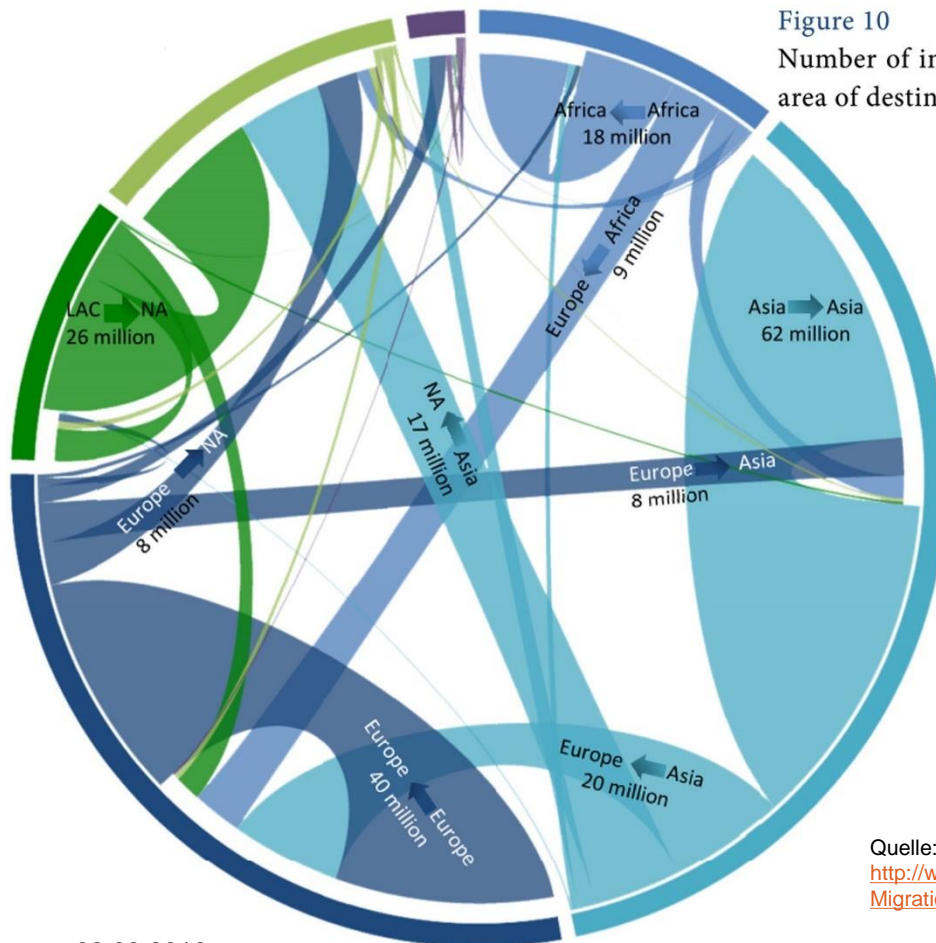 Figure 10
Number of in
area of destin
Africa Africa
18 million
Europe Africa
9 million
LAC NA
26 million
Asia Asia
62 million
NA Asia
17 million
Europe NA
8 million
Europe Asia
8 million
Europe Asia
20 million
Europe Europe
40 million
Quelle:
http://w
Migrati